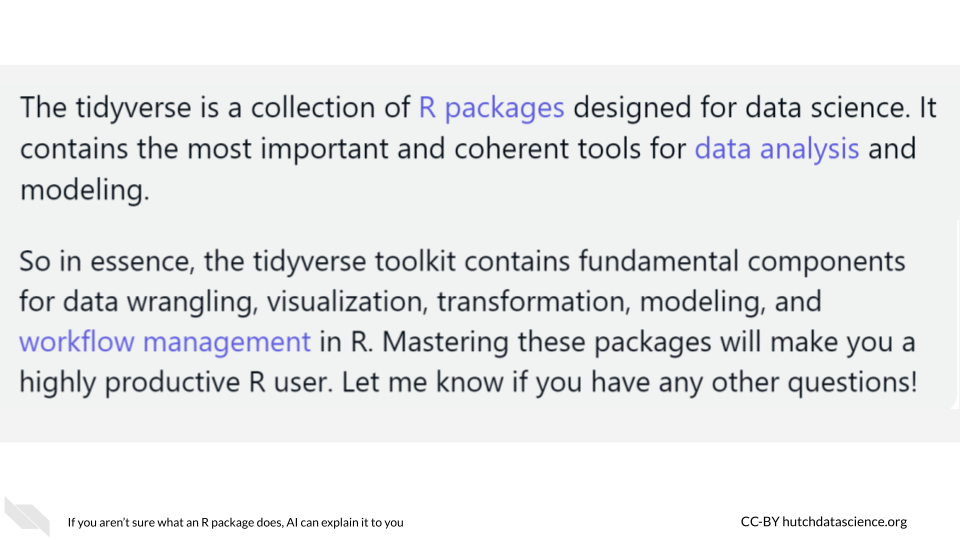 The tidyverse is a collection of R packages designed for data science. It
contains the most important and coherent tools for data analysis and
modeling.
So in essence, the tidyverse toolkit contains fundamental components
for data wrangling, visualization, transformation, modeling, and
workflow management in R. Mastering these packages will make you a
highly productive R user. Let me know if you have any other questions!
If you aren’t sure what an R package does, AI can explain it to you
CC-BY hutchdatascience.org